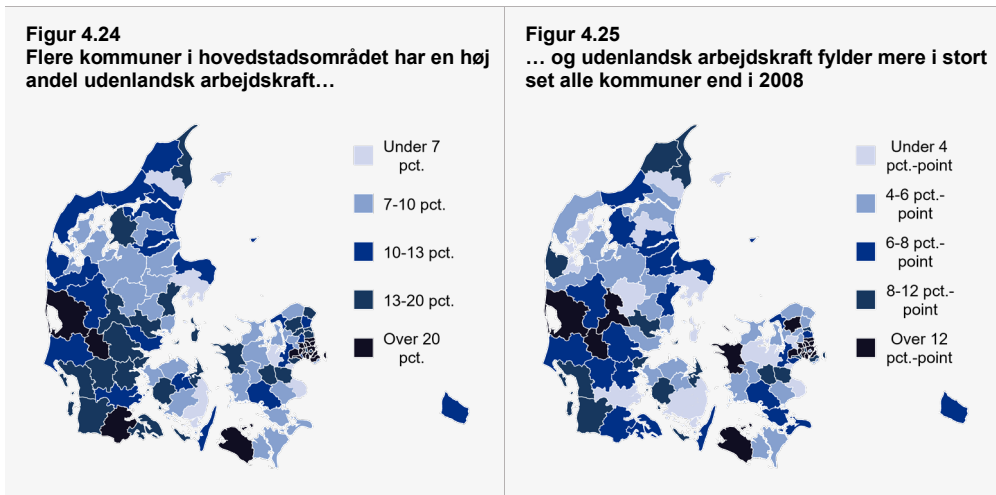 Figur 4.24
Flere kommuner i hovedstadsområdet har en høj
andel udenlandsk arbejdskraft…
Under 7
pct.
7-10 pct.
10-13 pct.
13-20 pct.
Over 20
pct.
Figur 4.25
… og udenlandsk arbejdskraft fylder mere i stort
set alle kommuner end i 2008
Under 4
pct.-point
4-6 pct.-
point
6-8 pct.-
point
8-12 pct.-
point
Over 12
pct.-point